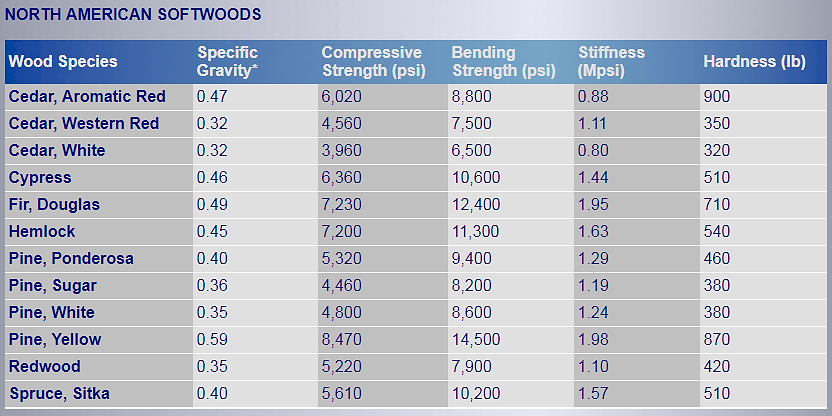 NORTH AMERICAN SOFTWOODS
Wood Species Specific Gravity* Compressive Strength (psi) Bending Strength (psi) Stiffness (Mpsi) Hardness (lb)
Cedar, Aromatic Red 0.47 6,020 8,800 0.88 900
Cedar, Western Red 0.32 4,560 7,500 1.11 350
Cedar, White 0.32 3,960 6,500 0.80 320
Cypress 0.46 6,360 10,600 1.44 510
Fir, Douglas 0.49 7,230 12,400 1.95 710
Hemlock 0.45 7,200 11,300 1.63 540
Pine, Ponderosa 0.40 5,320 9,400 1.29 460
Pine, Sugar 0.36 4,460 8,200 1.19 380
Pine, White 0.35 4,800 8,600 1.24 380
Pine, Yellow 0.59 8,470 14,500 1.98 870
Redwood 0.35 5,220 7,900 1.10 420
Spruce, Sitka 0.40 5,610 10,200 1.57 510